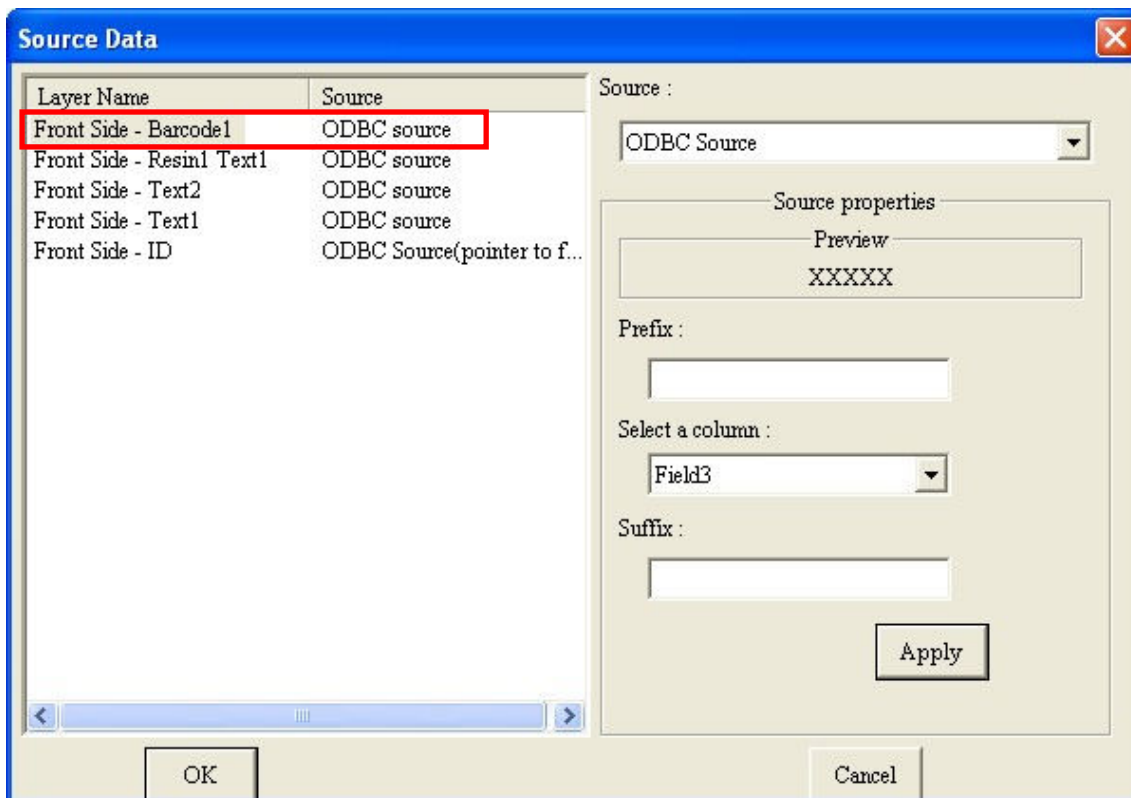 Source Data
Layer Name Source
Front Side - Barcode1 ODBC source
Front Side - Resin1 Text1 ODBC source
Front Side - Text2 ODBC source
Front Side - Text1 ODBC source
Front Side - ID ODBC Source(pointer to f...
Source :
ODBC Source
Source properties
Preview
XXXXX
Prefix :
Select a column :
Field3
Suffix :
Apply
OK
Cancel